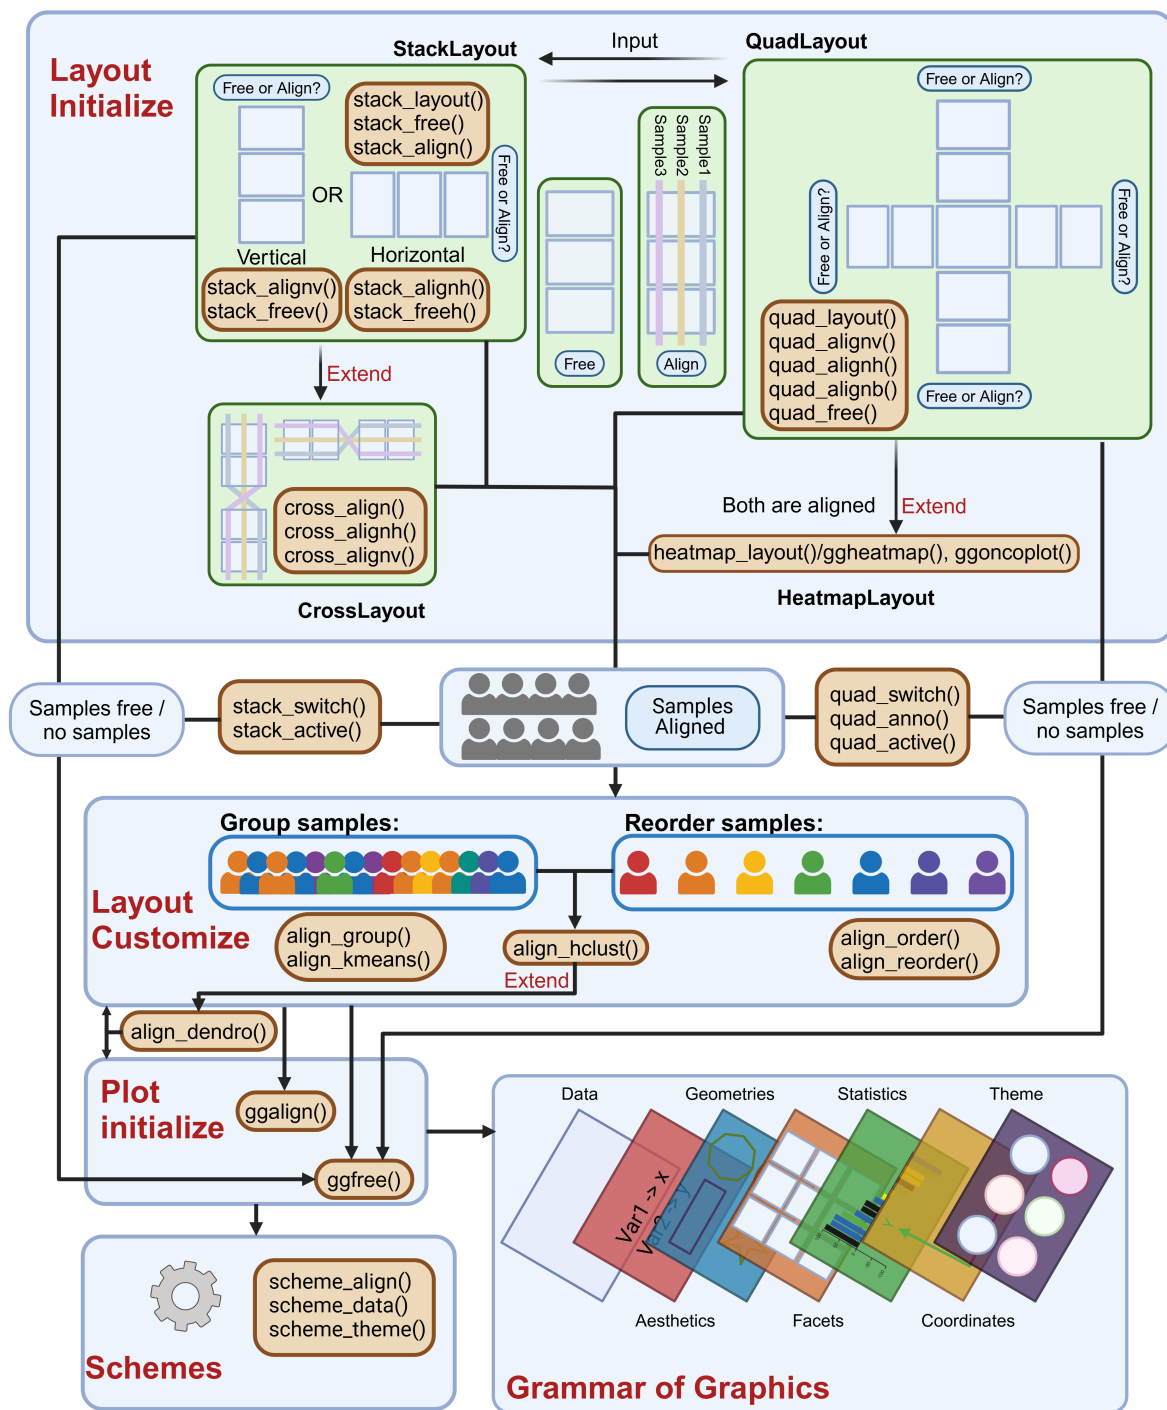 Layout
Initialize
StackLayout
Input
QuadLayout
Free or Align?
stack_layout()
stack_free()
stack_align()
Free or Align?
OR
Vertical
Horizontal
stack_alignv()
stack_freev()
stack_alignh()
stack_freeh()
Free
Sample3
Sample2
Sample1
Align
Free or Align?
Free or Align?
Free or Align?
Free or Align?
quad_layout()
quad_alignv()
quad_alignh()
quad_alignb()
quad_free()
Extend
cross_align()
cross_alignh()
cross_alignv()
CrossLayout
Both are aligned
Extend
heatmap_layout()/ggheatmap(), ggoncoplot()
HeatmapLayout
Samples free /
no samples
stack_switch()
stack_active()
Samples
Aligned
quad_switch()
quad_anno()
quad_active()
Samples free /
no samples
Group samples:
Reorder samples:
Layout
Customize
align_group()
align_kmeans()
align_hclust()
align_order()
align_reorder()
Extend
align_dendro()
Plot
initialize
ggalign()
ggfree()
Data
Geometries
Statistics
Theme
Var1 -> x
Var2 -> y
Y
Aesthetics
Facets
Coordinates
Grammar of Graphics
scheme_align()
scheme_data()
scheme_theme()
Schemes